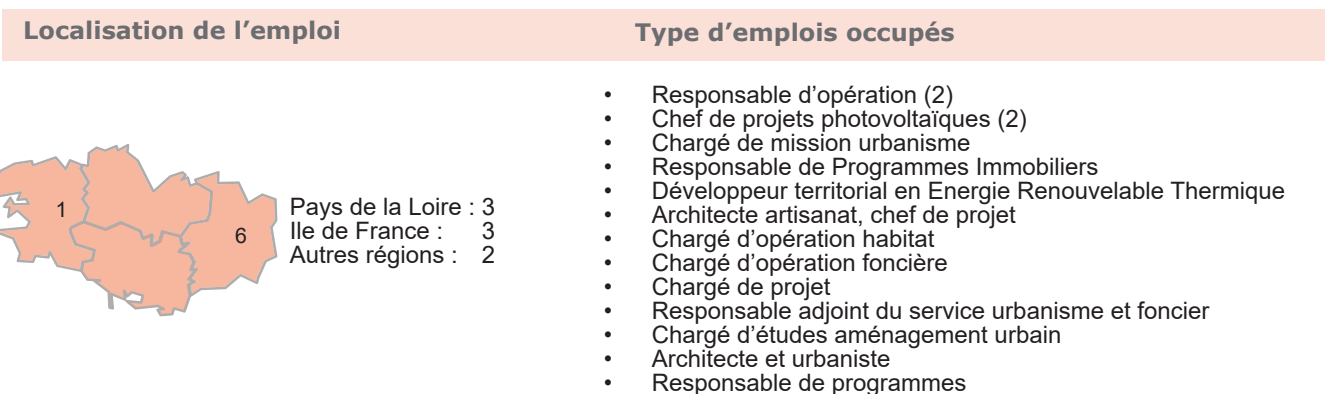 Localisation de l’emploi
Type d’emplois occupés
1
6
Pays de la Loire : 3
Ile de France : 3
Autres régions : 2
• Responsable d’opération (2)
• Chef de projets photovoltaïques (2)
• Chargé de mission urbanisme
• Responsable de Programmes Immobiliers
• Développeur territorial en Energie Renouvelable Thermique
• Architecte artisanat, chef de projet
• Chargé d’opération habitat
• Chargé d’opération foncière
• Chargé de projet
• Responsable adjoint du service urbanisme et foncier
• Chargé d’études aménagement urbain
• Architecte et urbaniste
• Responsable de programmes